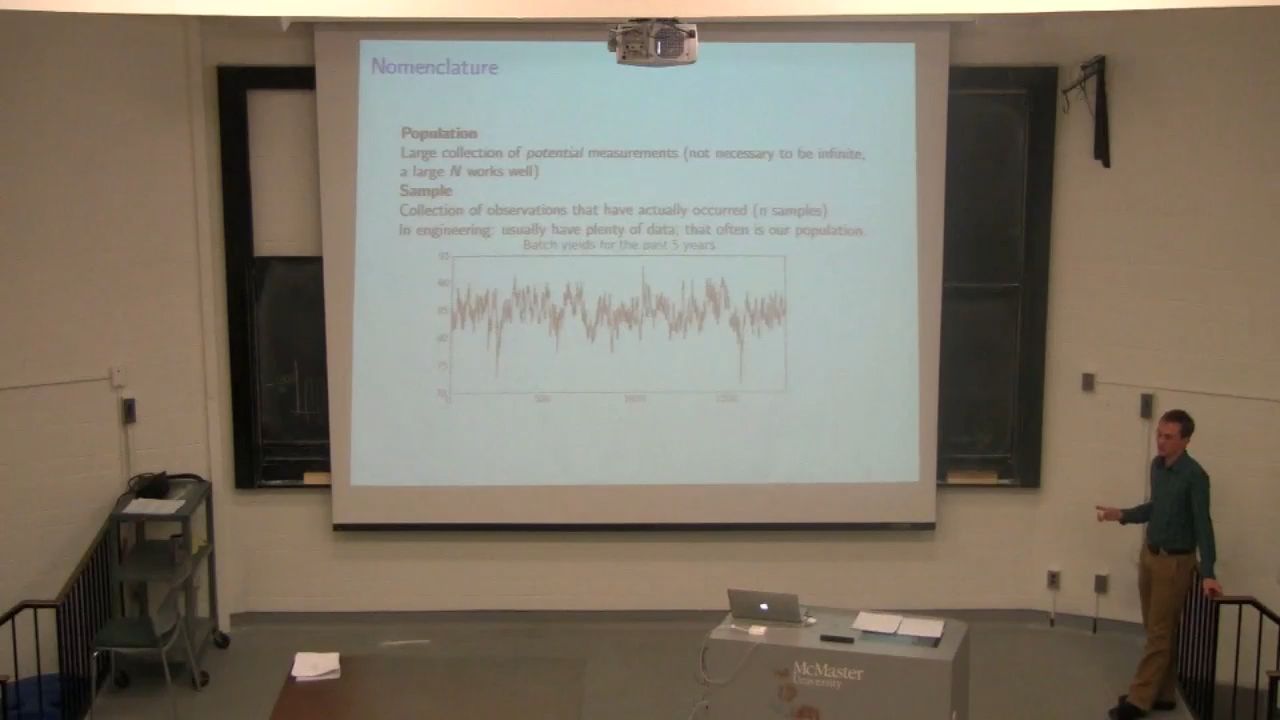 Nomenclature
Population
Large collection of potential measurements (not necessary to be infinite,
a large N works well)
Sample
Collection of observations that have actually occurred (n samples)
In engineering: usually have plenty of data; that often is our population.
Batch yields for the past 5 years
95
90
85
80
75
70
0 500 1000 1500
McMaster
University